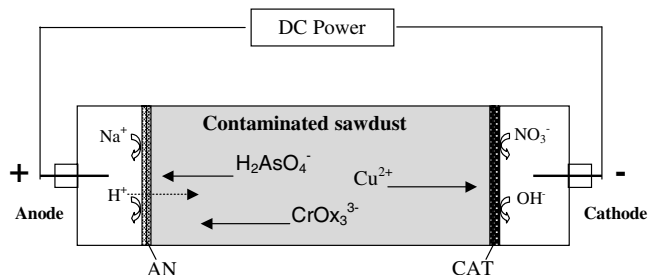 DC Power
Contaminated sawdust
Na⁺
NO₃⁻
H₂AsO₄⁻
Cu²⁺
+
-
H⁺
OH⁻
Anode
CrOx₃³⁻
Cathode
AN
CAT